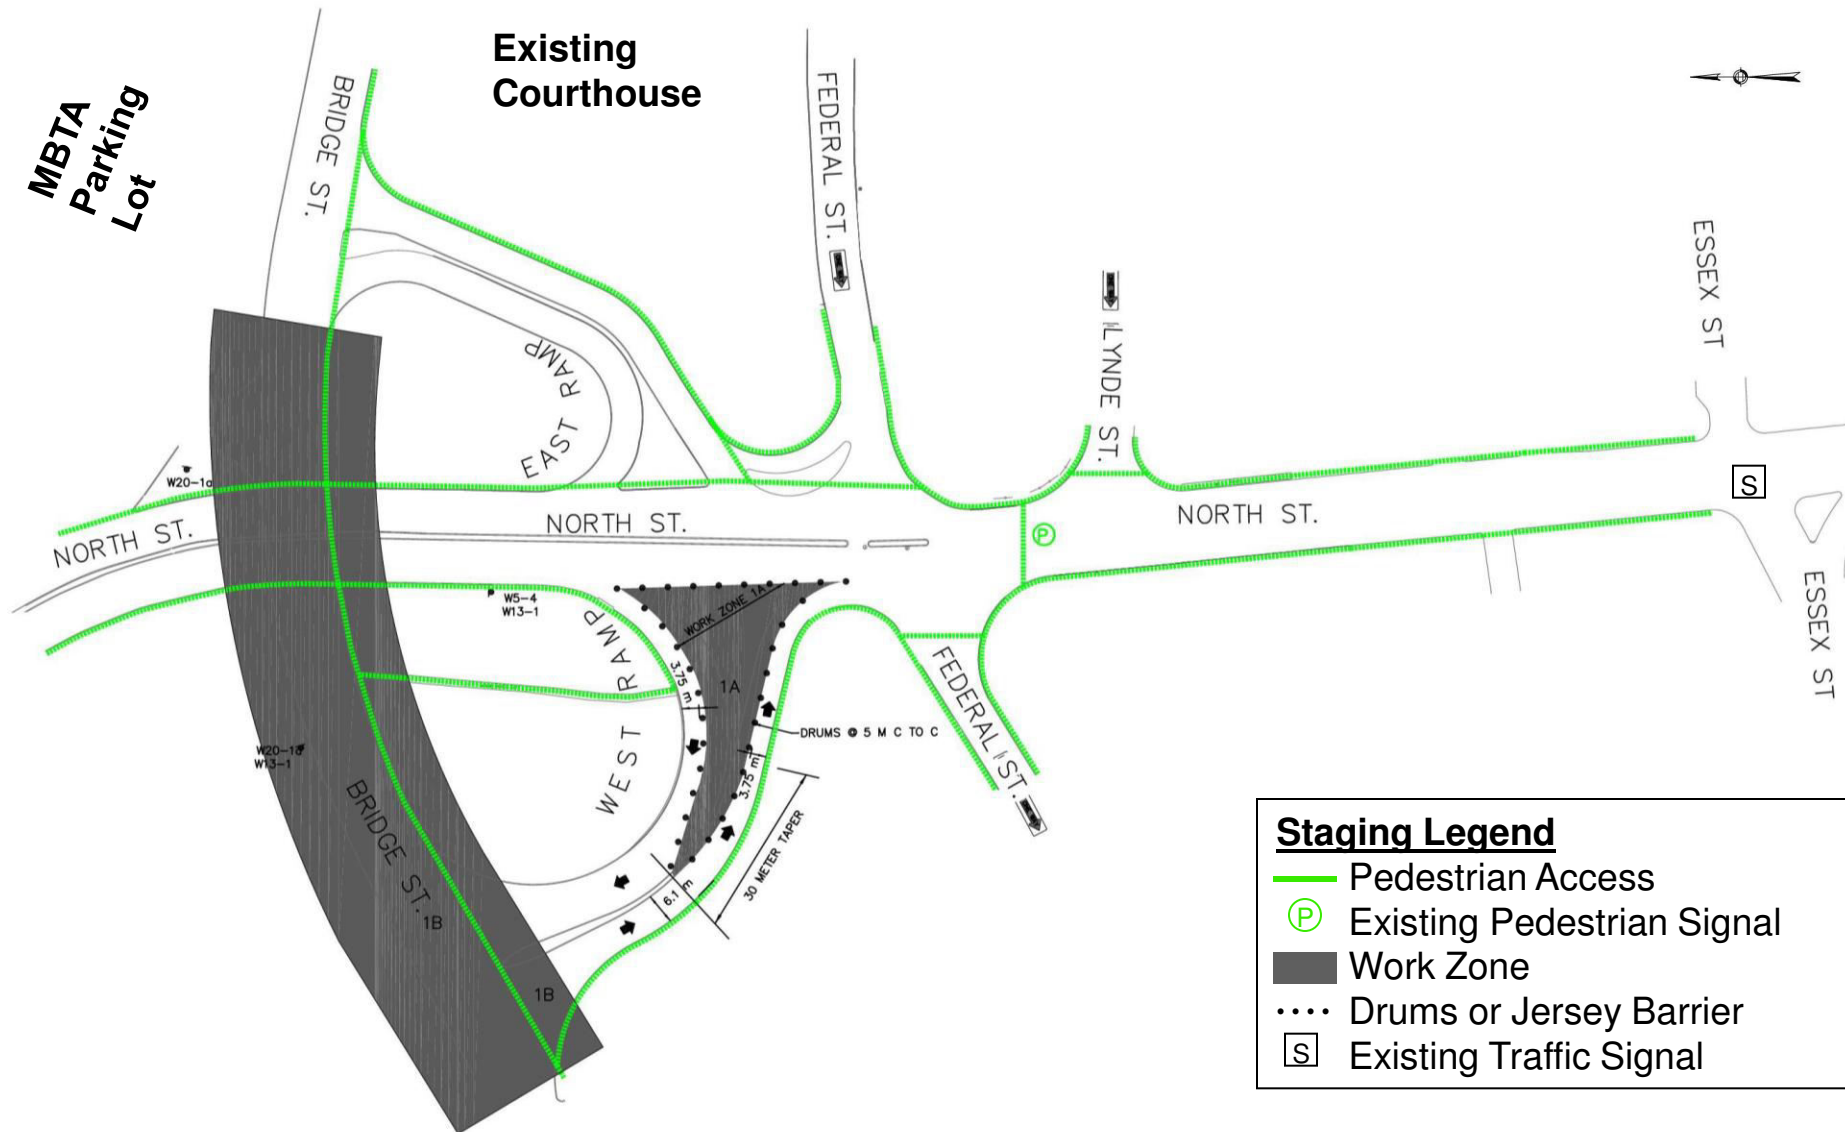 MBTA
Parking
Lot
Existing
Courthouse
BRIDGE ST.
FEDERAL ST.
LYNDE ST.
ESSEX ST
EAST RAMP
W20-1a
NORTH ST.
NORTH ST.
NORTH ST.
P
S
W5-4
W13-1
WORK ZONE 1A
3.75 m
1A
WEST RAMP
DRUMS @ 5 M C TO C
3.75 m
FEDERAL ST.
ESSEX ST
W13-1
BRIDGE ST.
30 METER TAPER
6.1 m
1B
1B
Staging Legend
Pedestrian Access
P Existing Pedestrian Signal
Work Zone
Drums or Jersey Barrier
S Existing Traffic Signal